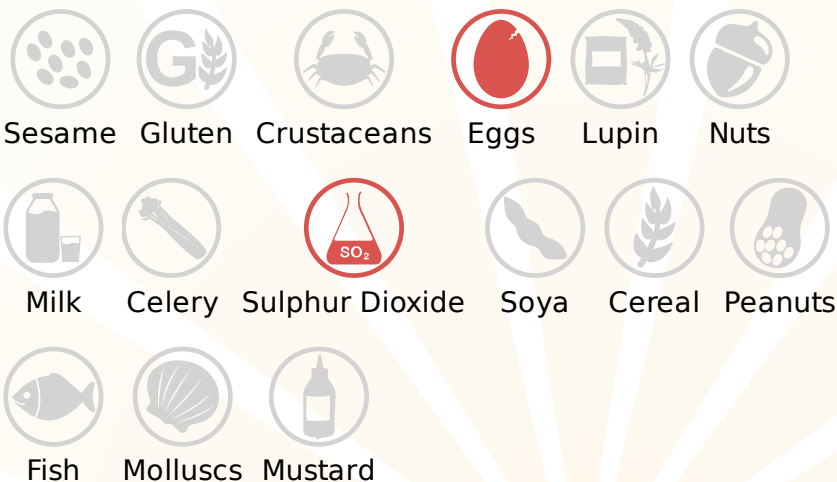 G
Sesame Gluten Crustaceans Eggs Lupin Nuts
SO₂
Milk Celery Sulphur Dioxide Soya Cereal Peanuts
Fish Molluscs Mustard